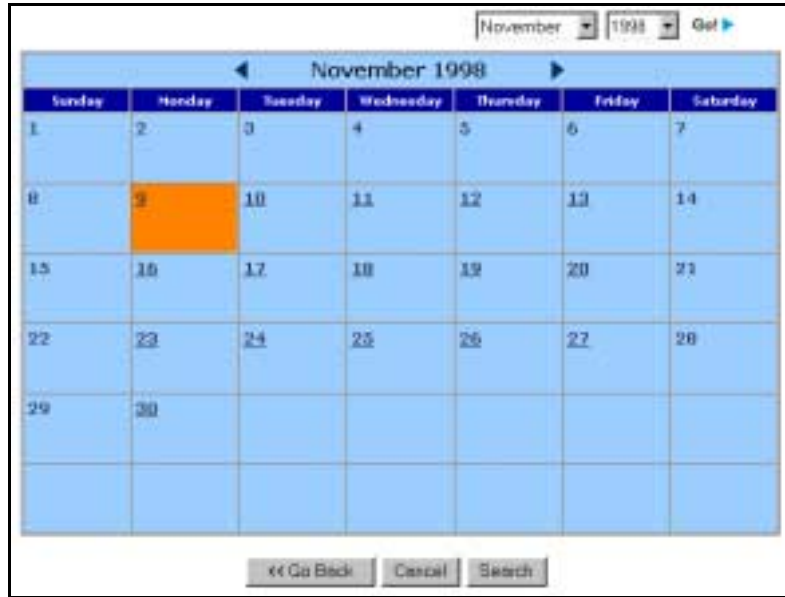 November 1998 Go!
November 1998
Sunday Monday Tuesday Wednesday Thursday Friday Saturday
1 2 3 4 5 6 7
8 9 10 11 12 13 14
15 16 17 18 19 20 21
22 23 24 25 26 27 28
29 30
<< Go Back Cancel Search